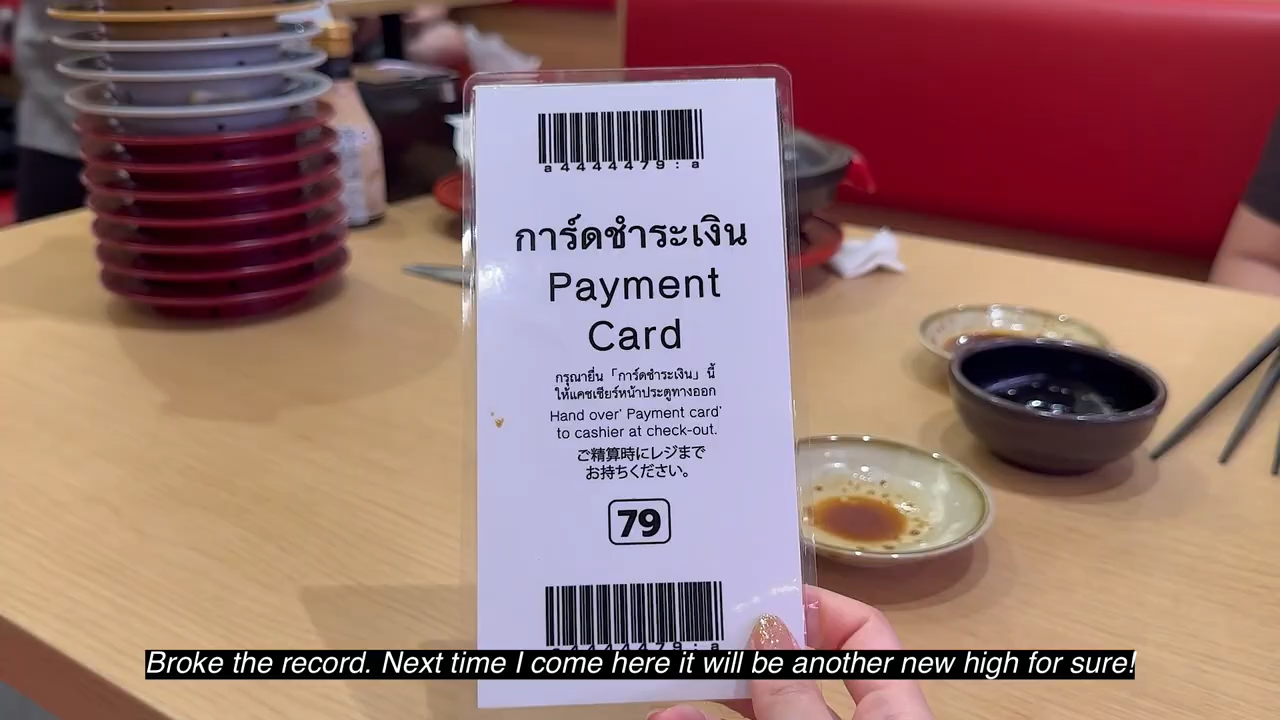 a4444479:a
การ์ดชำระเงิน
Payment
Card
กรุณายื่น「การ์ดชำระเงิน」นี้
ให้แคชเชียร์หน้าประตูทางออก
Hand over' Payment card'
to cashier at check-out.
ご精算時にレジまで
お持ちください。
79
a4444479:a
Broke the record. Next time I come here it will be another new high for sure!